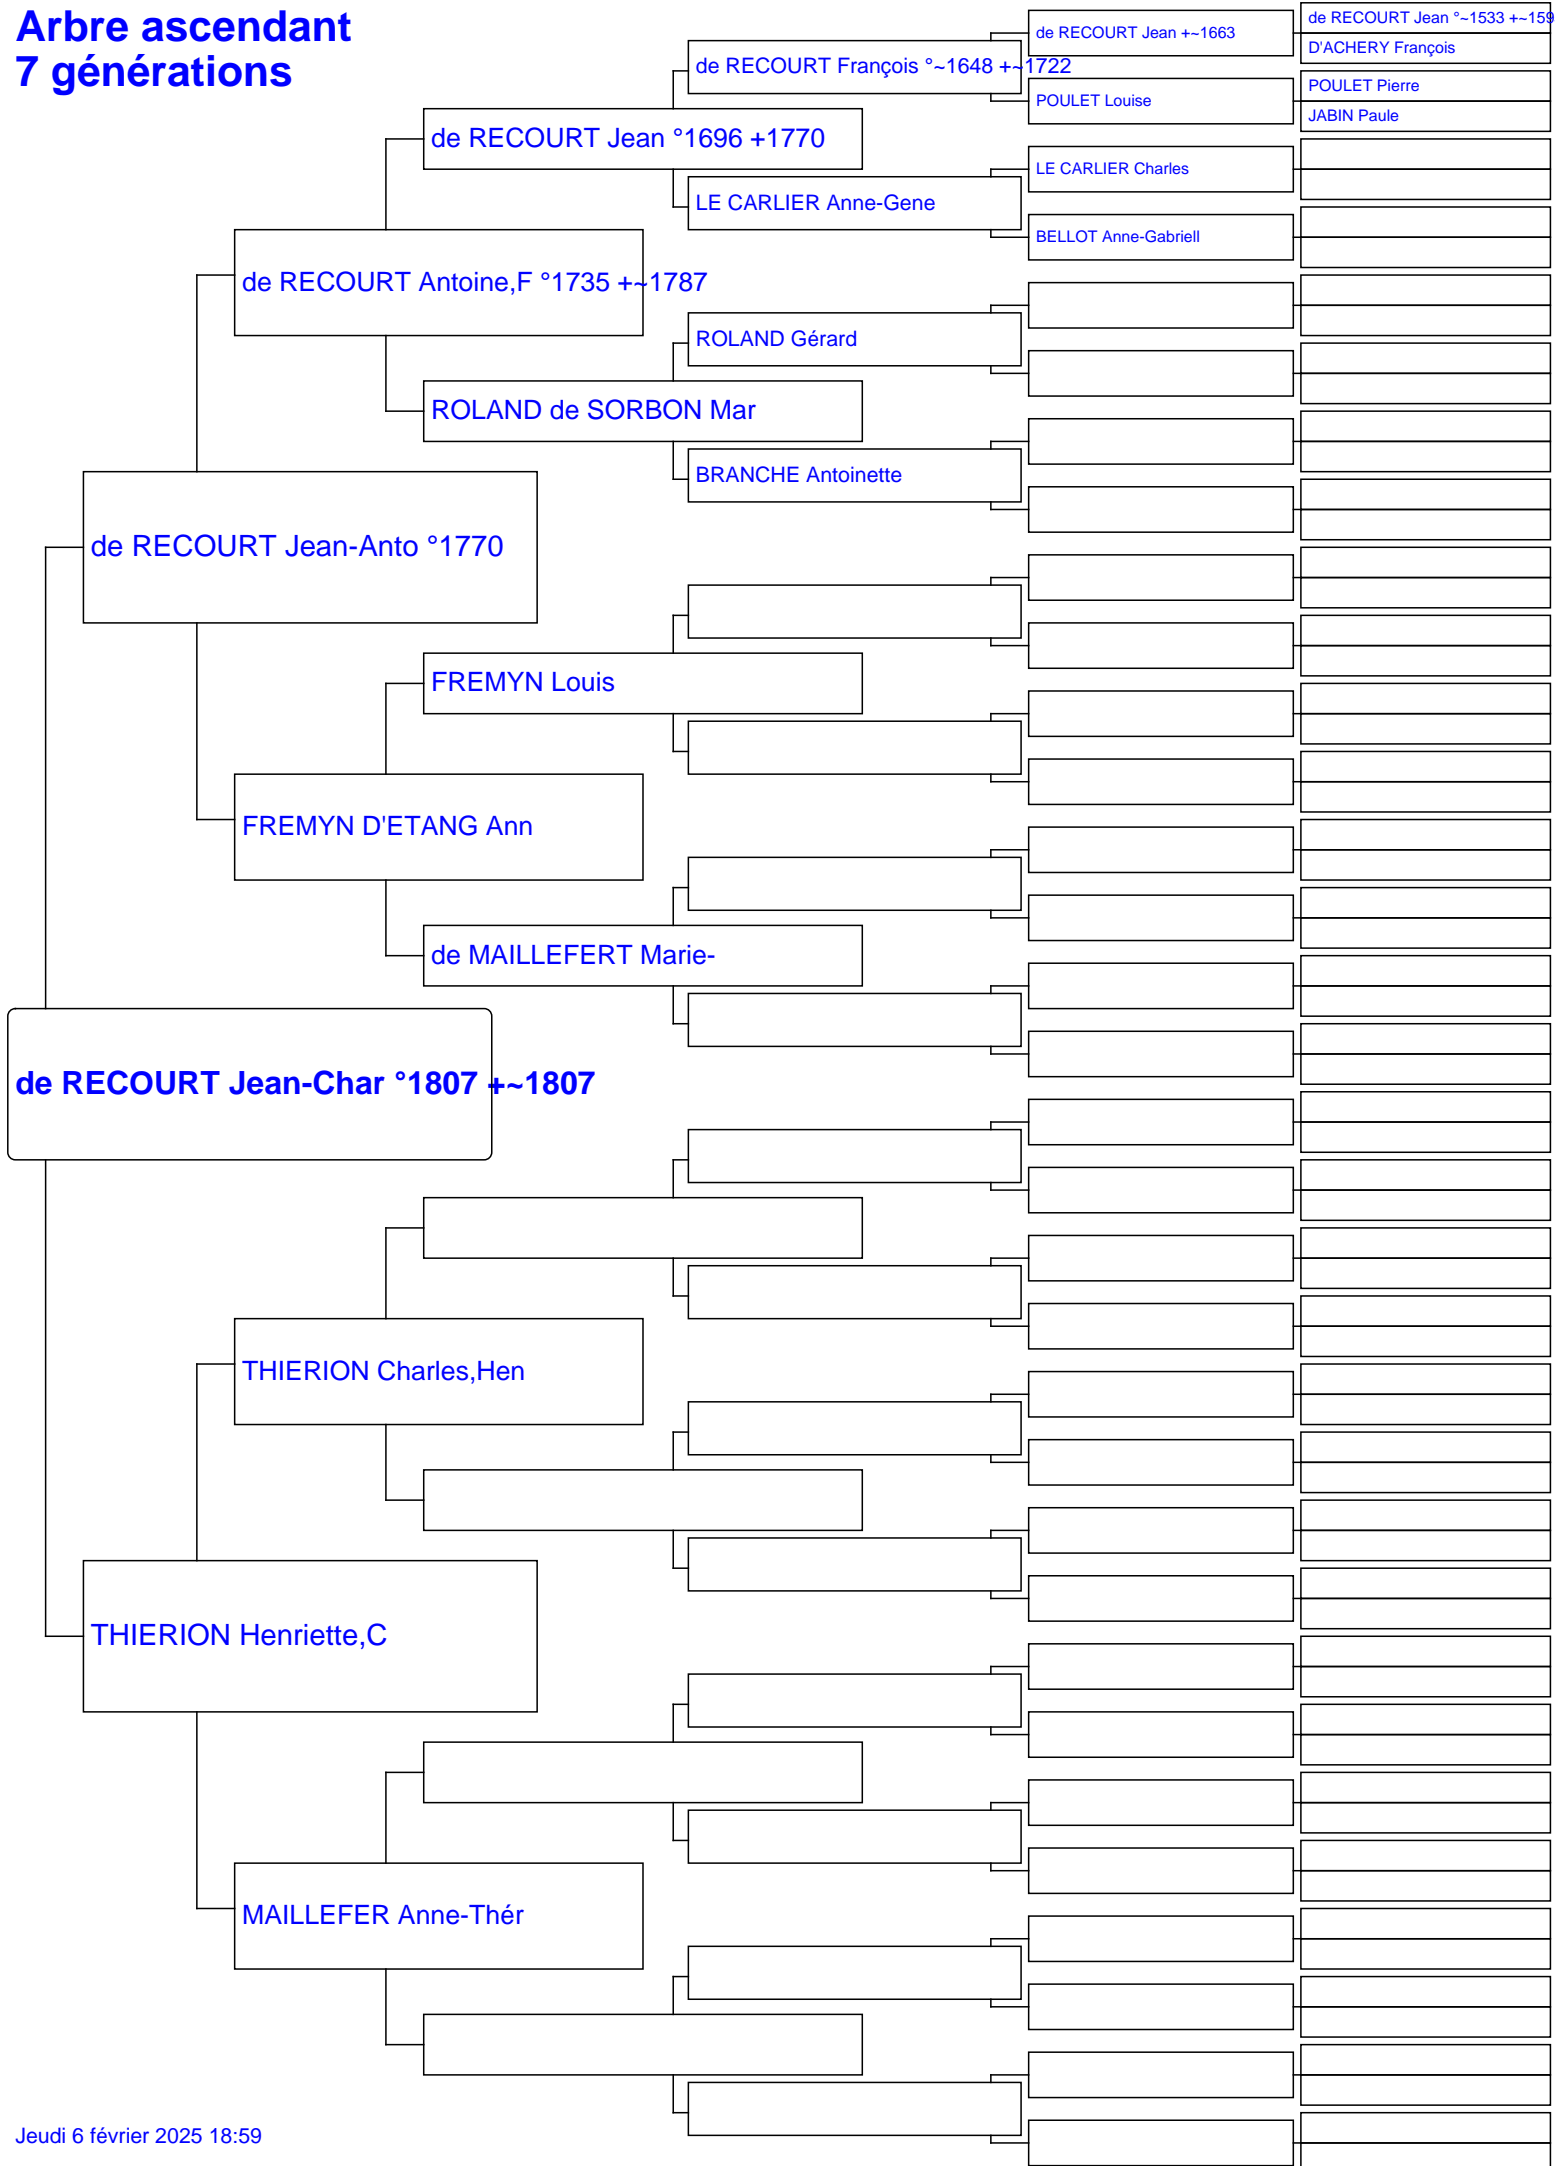 Arbre ascendant
7 générations
de RECOURT Jean °~1533 +~159
de RECOURT Jean +~1663
D'ACHERY François
de RECOURT François °~1648 +~1722
POULET Pierre
POULET Louise
JABIN Paule
de RECOURT Jean °1696 +1770
LE CARLIER Charles
LE CARLIER Anne-Gene
BELLOT Anne-Gabriell
de RECOURT Antoine,F °1735 +~1787
ROLAND Gérard
ROLAND de SORBON Mar
BRANCHE Antoinette
de RECOURT Jean-Anto °1770
FREMYN Louis
FREMYN D'ETANG Ann
de MAILLEFERT Marie-
de RECOURT Jean-Char °1807 +~1807
THIERION Charles,Hen
THIERION Henriette,C
MAILLEFER Anne-Thér
Jeudi 6 février 2025 18:59